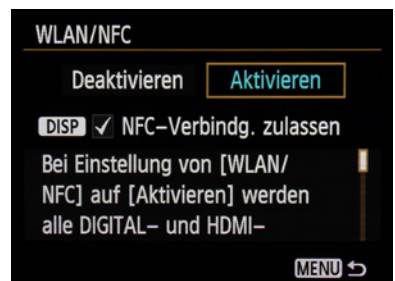 WLAN/NFC
Deaktivieren Aktivieren
DISP NFC-Verbindg. zulassen
Bei Einstellung von [WLAN/
NFC] auf [Aktivieren] werden
alle DIGITAL- und HDMI-
MENU